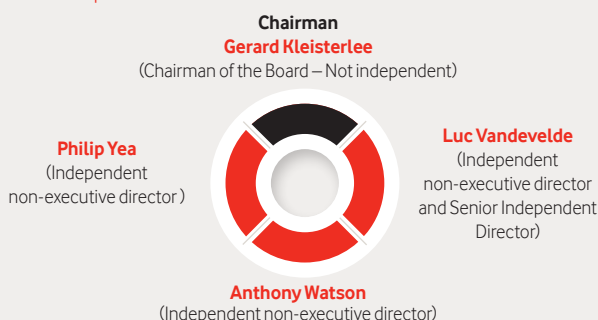 Chairman
Gerard Kleisterlee
(Chairman of the Board – Not independent)
Philip Yea
(Independent
non-executive director )
Luc Vandevelde
(Independent
non-executive director
and Senior Independent
Director)
Anthony Watson
(Independent non-executive director)